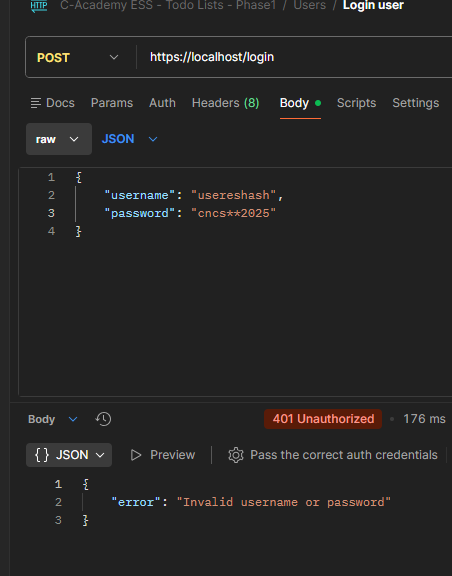 HTTP C-Academy ESS - Todo Lists - Phase1 / Users / Login user
POST https://localhost/login
Docs Params Auth Headers (8) Body Scripts Settings
raw JSON
1 {
2 "username": "usereshash",
3 "password": "cncs**2025"
4 }
Body 401 Unauthorized 176 ms
{} JSON Preview Pass the correct auth credentials
1 {
2 "error": "Invalid username or password"
3 }